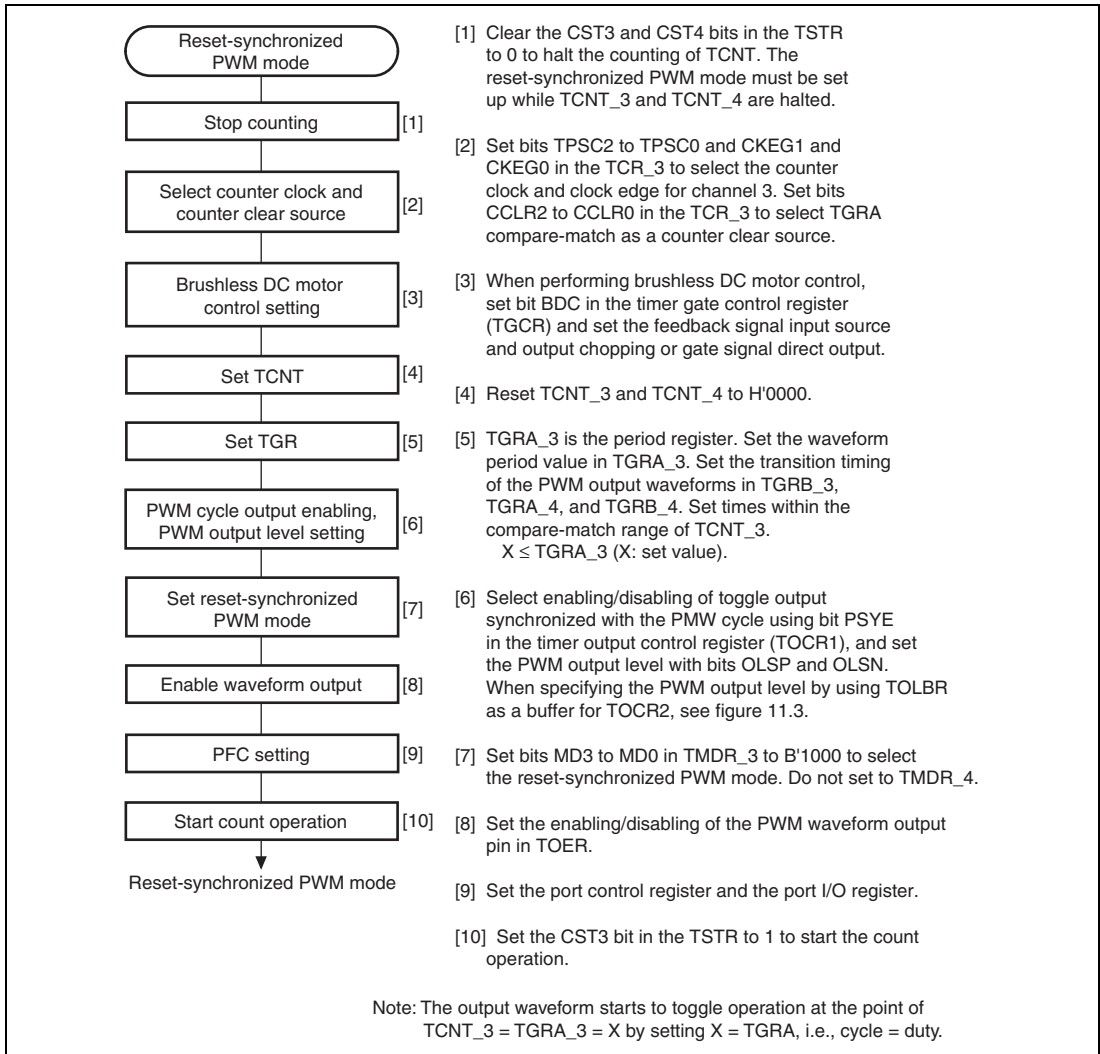 Reset-synchronized
PWM mode
Stop counting
[1]
Select counter clock and
counter clear source
[2]
Brushless DC motor
control setting
[3]
Set TCNT
[4]
Set TGR
[5]
PWM cycle output enabling,
PWM output level setting
[6]
Set reset-synchronized
PWM mode
[7]
Enable waveform output
[8]
PFC setting
[9]
Start count operation
[10]
Reset-synchronized PWM mode
[1] Clear the CST3 and CST4 bits in the TSTR
to 0 to halt the counting of TCNT. The
reset-synchronized PWM mode must be set
up while TCNT_3 and TCNT_4 are halted.
[2] Set bits TPSC2 to TPSC0 and CKEG1 and
CKEG0 in the TCR_3 to select the counter
clock and clock edge for channel 3. Set bits
CCLR2 to CCLR0 in the TCR_3 to select TGRA
compare-match as a counter clear source.
[3] When performing brushless DC motor control,
set bit BDC in the timer gate control register
(TGCR) and set the feedback signal input source
and output chopping or gate signal direct output.
[4] Reset TCNT_3 and TCNT_4 to H'0000.
[5] TGRA_3 is the period register. Set the waveform
period value in TGRA_3. Set the transition timing
of the PWM output waveforms in TGRB_3,
TGRA_4, and TGRB_4. Set times within the
compare-match range of TCNT_3.
X ≤ TGRA_3 (X: set value).
[6] Select enabling/disabling of toggle output
synchronized with the PMW cycle using bit PSYE
in the timer output control register (TOCR1), and set
the PWM output level with bits OLSP and OLSN.
When specifying the PWM output level by using TOLBR
as a buffer for TOCR2, see figure 11.3.
[7] Set bits MD3 to MD0 in TMDR_3 to B'1000 to select
the reset-synchronized PWM mode. Do not set to TMDR_4.
[8] Set the enabling/disabling of the PWM waveform output
pin in TOER.
[9] Set the port control register and the port I/O register.
[10] Set the CST3 bit in the TSTR to 1 to start the count
operation.
Note: The output waveform starts to toggle operation at the point of
TCNT_3 = TGRA_3 = X by setting X = TGRA, i.e., cycle = duty.